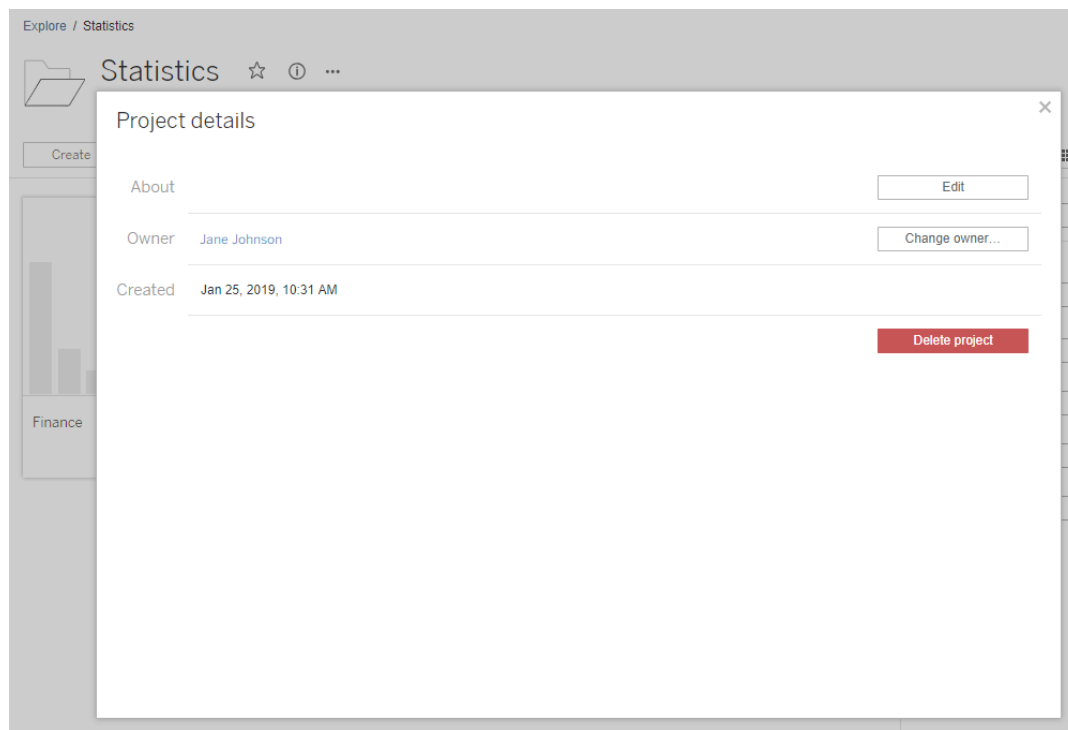 Explore / Statistics
Statistics
Project details
Create
About
Edit
Owner Jane Johnson
Change owner...
Created Jan 25, 2019, 10:31 AM
Delete project
Finance